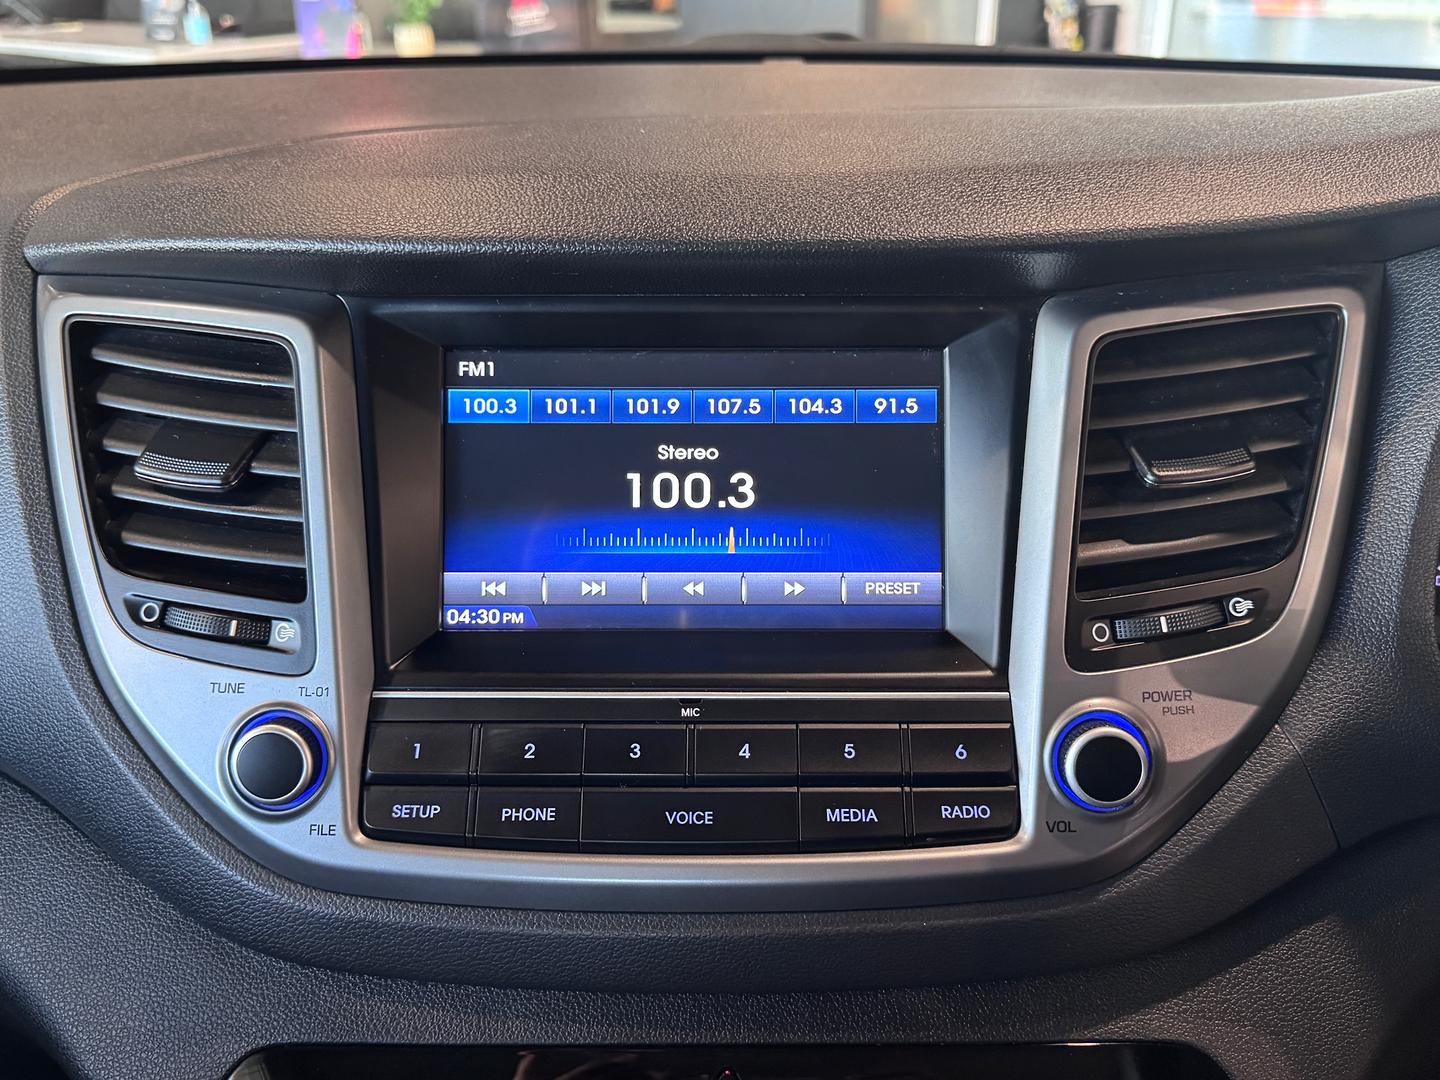 FM1
100.3 101.1 101.9 107.5 104.3 91.5
Stereo
100.3
PRESET
04:30 PM
TUNE
TL-01
FILE
MIC
1 2 3 4 5 6
SETUP PHONE VOICE MEDIA RADIO
POWER
PUSH
VOL